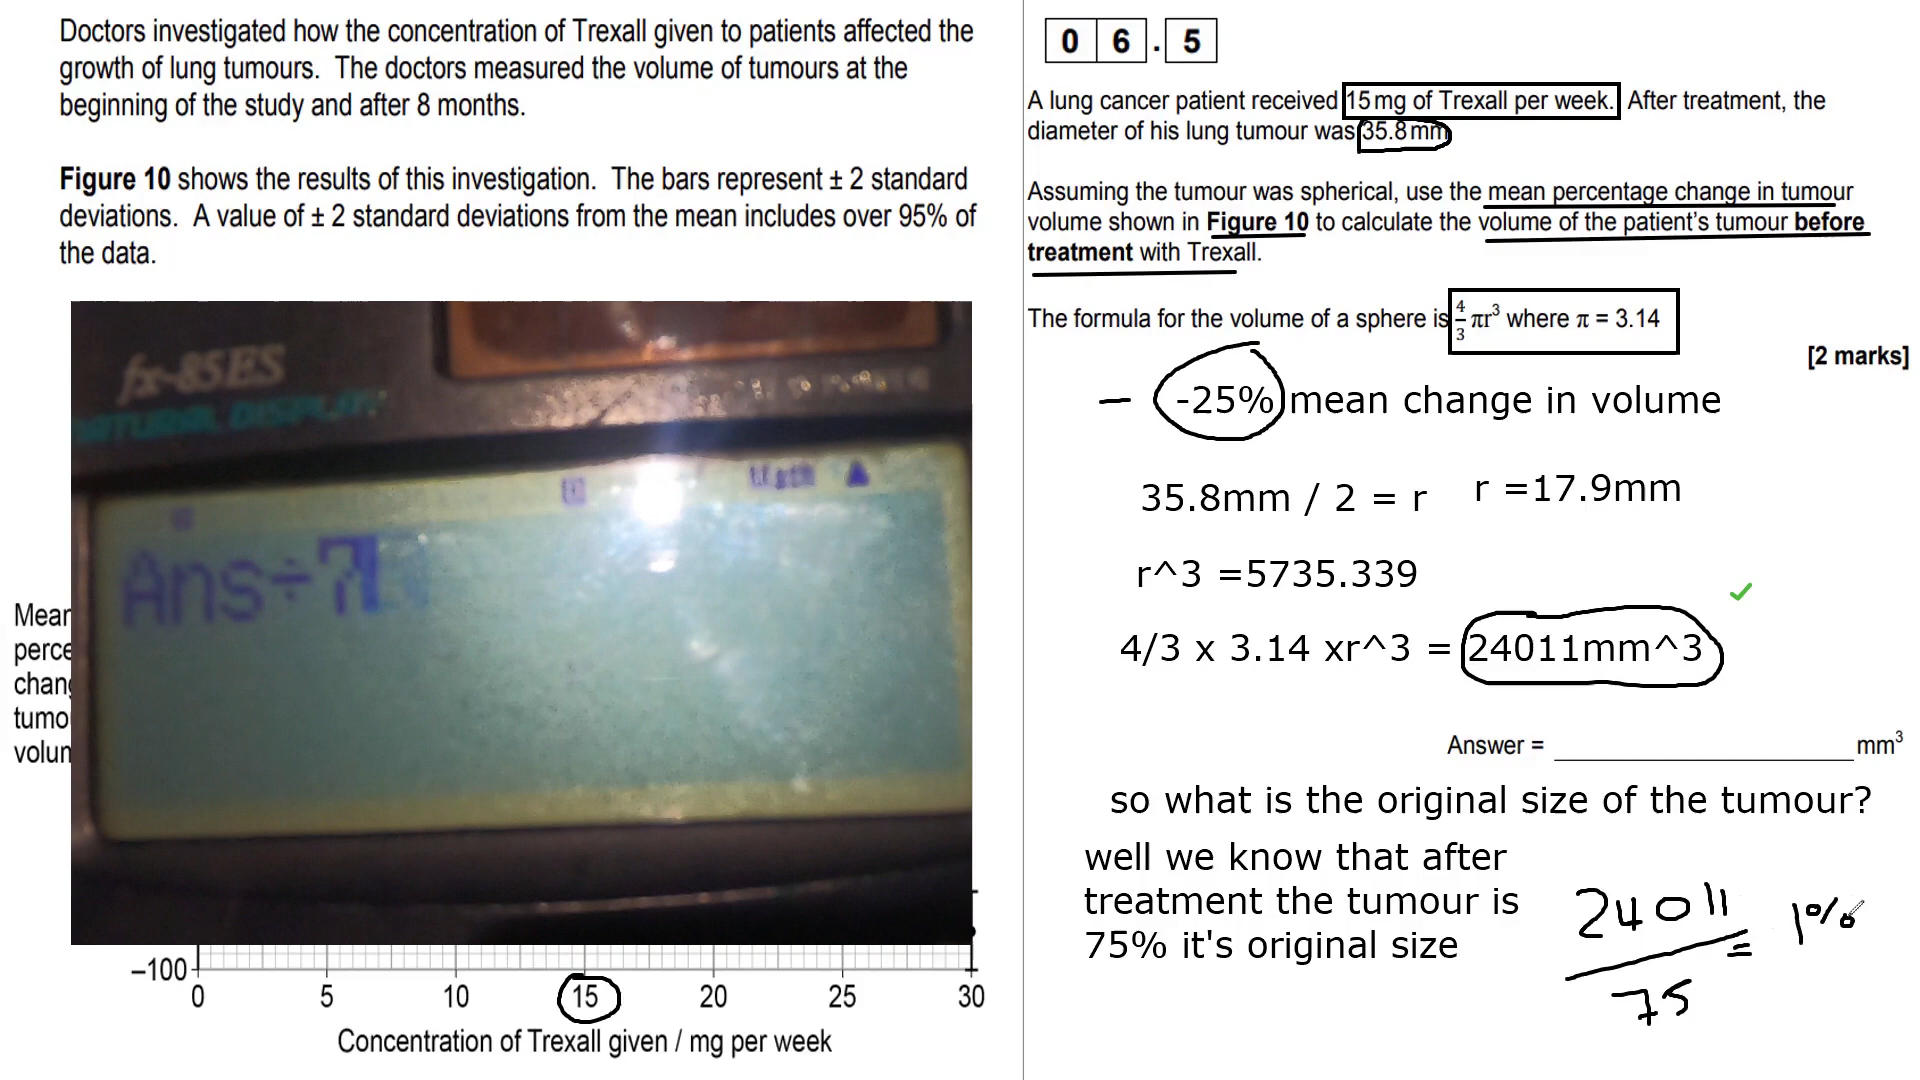 Doctors investigated how the concentration of Trexall given to patients affected the
growth of lung tumours. The doctors measured the volume of tumours at the
beginning of the study and after 8 months.
Figure 10 shows the results of this investigation. The bars represent ± 2 standard
deviations. A value of ± 2 standard deviations from the mean includes over 95% of
the data.
fx-85ES
NATURAL DISPLAY
Math
Ans÷7
Mean
perce
chang
tumo
volum
–100
0 5 10 15 20 25 30
Concentration of Trexall given / mg per week
0 6 . 5
A lung cancer patient received 15 mg of Trexall per week. After treatment, the
diameter of his lung tumour was 35.8 mm
Assuming the tumour was spherical, use the mean percentage change in tumour
volume shown in Figure 10 to calculate the volume of the patient's tumour before
treatment with Trexall.
The formula for the volume of a sphere is 4/3 πr³ where π = 3.14
[2 marks]
– -25% mean change in volume
35.8mm / 2 = r r =17.9mm
r^3 =5735.339
4/3 x 3.14 xr^3 = 24011mm^3
Answer = ____________ mm³
so what is the original size of the tumour?
well we know that after
treatment the tumour is
75% it's original size
24011
75
= 1%